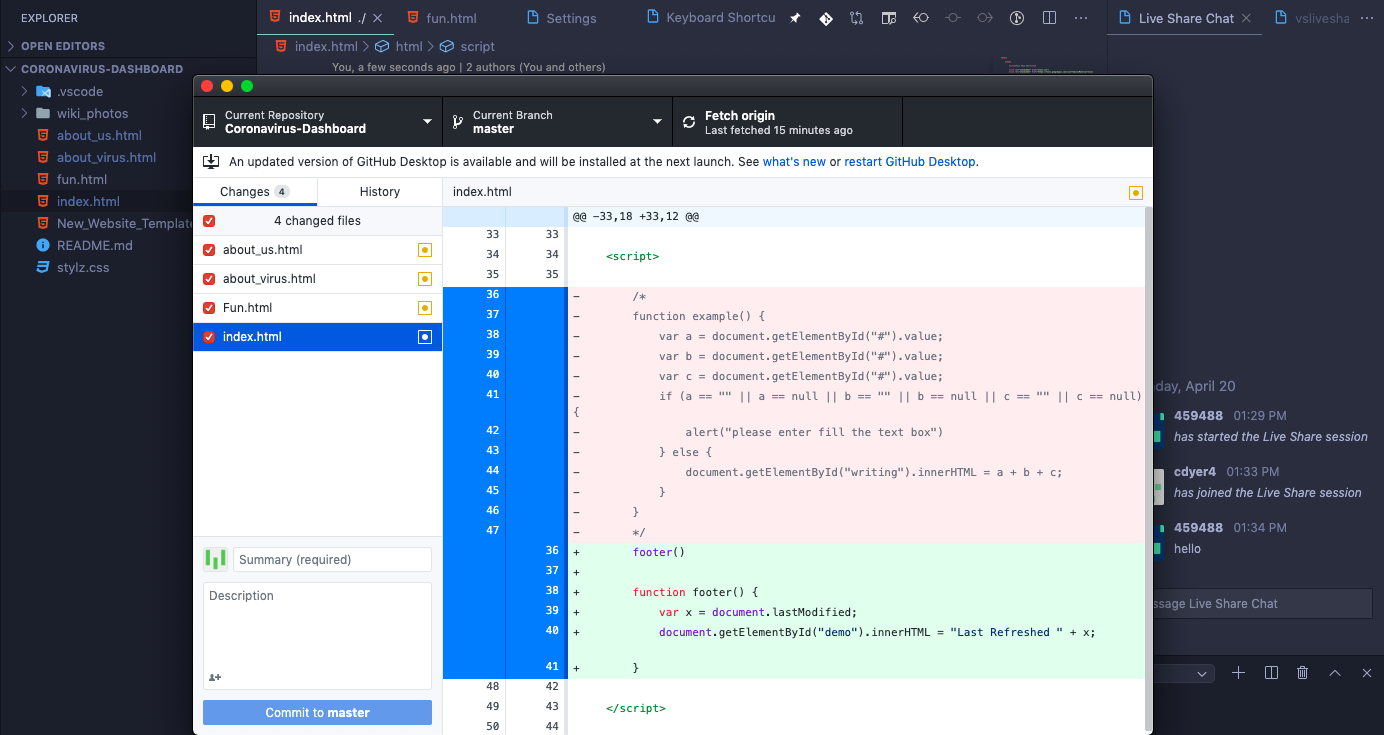 EXPLORER
OPEN EDITORS
CORONAVIRUS-DASHBOARD
.vscode
wiki_photos
about_us.html
about_virus.html
fun.html
index.html
New_Website_Template
README.md
stylz.css
index.html ./
fun.html
Settings
Keyboard Shortcu
Live Share Chat
vslivesha
index.html > html > script
You, a few seconds ago | 2 authors (You and others)
Current Repository
Coronavirus-Dashboard
Current Branch
master
Fetch origin
Last fetched 15 minutes ago
An updated version of GitHub Desktop is available and will be installed at the next launch. See what's new or restart GitHub Desktop.
Changes 4
History
4 changed files
about_us.html
about_virus.html
Fun.html
index.html
Summary (required)
Description
Commit to master
index.html
@@ -33,18 +33,12 @@
33 33
34 34 <script>
35 35
36 - /*
37 - function example() {
38 - var a = document.getElementById("#").value;
39 - var b = document.getElementById("#").value;
40 - var c = document.getElementById("#").value;
41 - if (a == "" || a == null || b == "" || b == null || c == "" || c == null)
{
42 - alert("please enter fill the text box")
43 - } else {
44 - document.getElementById("writing").innerHTML = a + b + c;
45 - }
46 - }
47 - */
36 + footer()
37 +
38 + function footer() {
39 + var x = document.lastModified;
40 + document.getElementById("demo").innerHTML = "Last Refreshed " + x;
41 + }
48 42
49 43 </script>
50 44
day, April 20
459488 01:29 PM
has started the Live Share session
cdyer4 01:33 PM
has joined the Live Share session
459488 01:34 PM
hello
ssage Live Share Chat